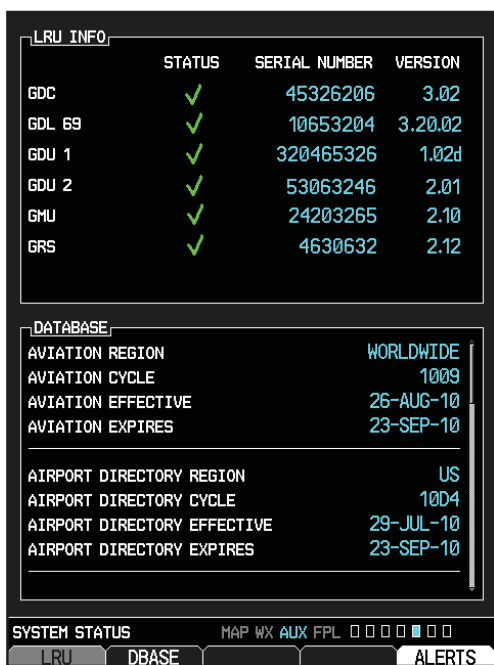 LRU INFO
STATUS SERIAL NUMBER VERSION
GDC 45326206 3.02
GDL 69 10653204 3.20.02
GDU 1 320465326 1.02d
GDU 2 53063246 2.01
GMU 24203265 2.10
GRS 4630632 2.12
DATABASE
AVIATION REGION WORLDWIDE
AVIATION CYCLE 1009
AVIATION EFFECTIVE 26-AUG-10
AVIATION EXPIRES 23-SEP-10
AIRPORT DIRECTORY REGION US
AIRPORT DIRECTORY CYCLE 10D4
AIRPORT DIRECTORY EFFECTIVE 29-JUL-10
AIRPORT DIRECTORY EXPIRES 23-SEP-10
SYSTEM STATUS MAP WX AUX FPL
LRU DBASE ALERTS